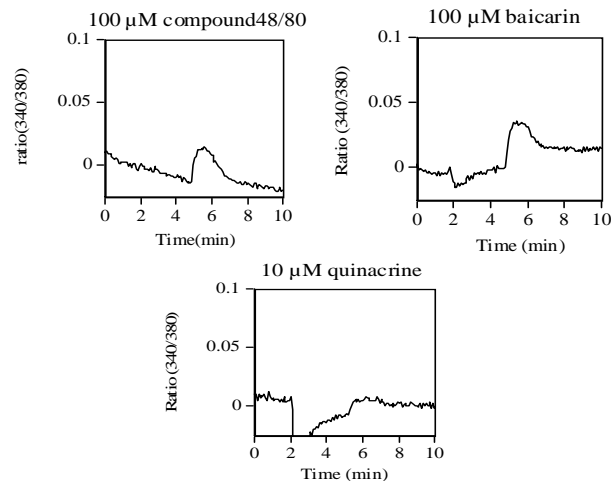 100 µM compound48/80
0.1
0.05
0
ratio(340/380)
0 2 4 6 8 10
Time(min)
100 µM baicarin
0.1
0.05
0
Ratio (340/380)
0 2 4 6 8 10
Time (min)
10 µM quinacrine
0.1
0.05
0
Ratio (340/380)
0 2 4 6 8 10
Time (min)